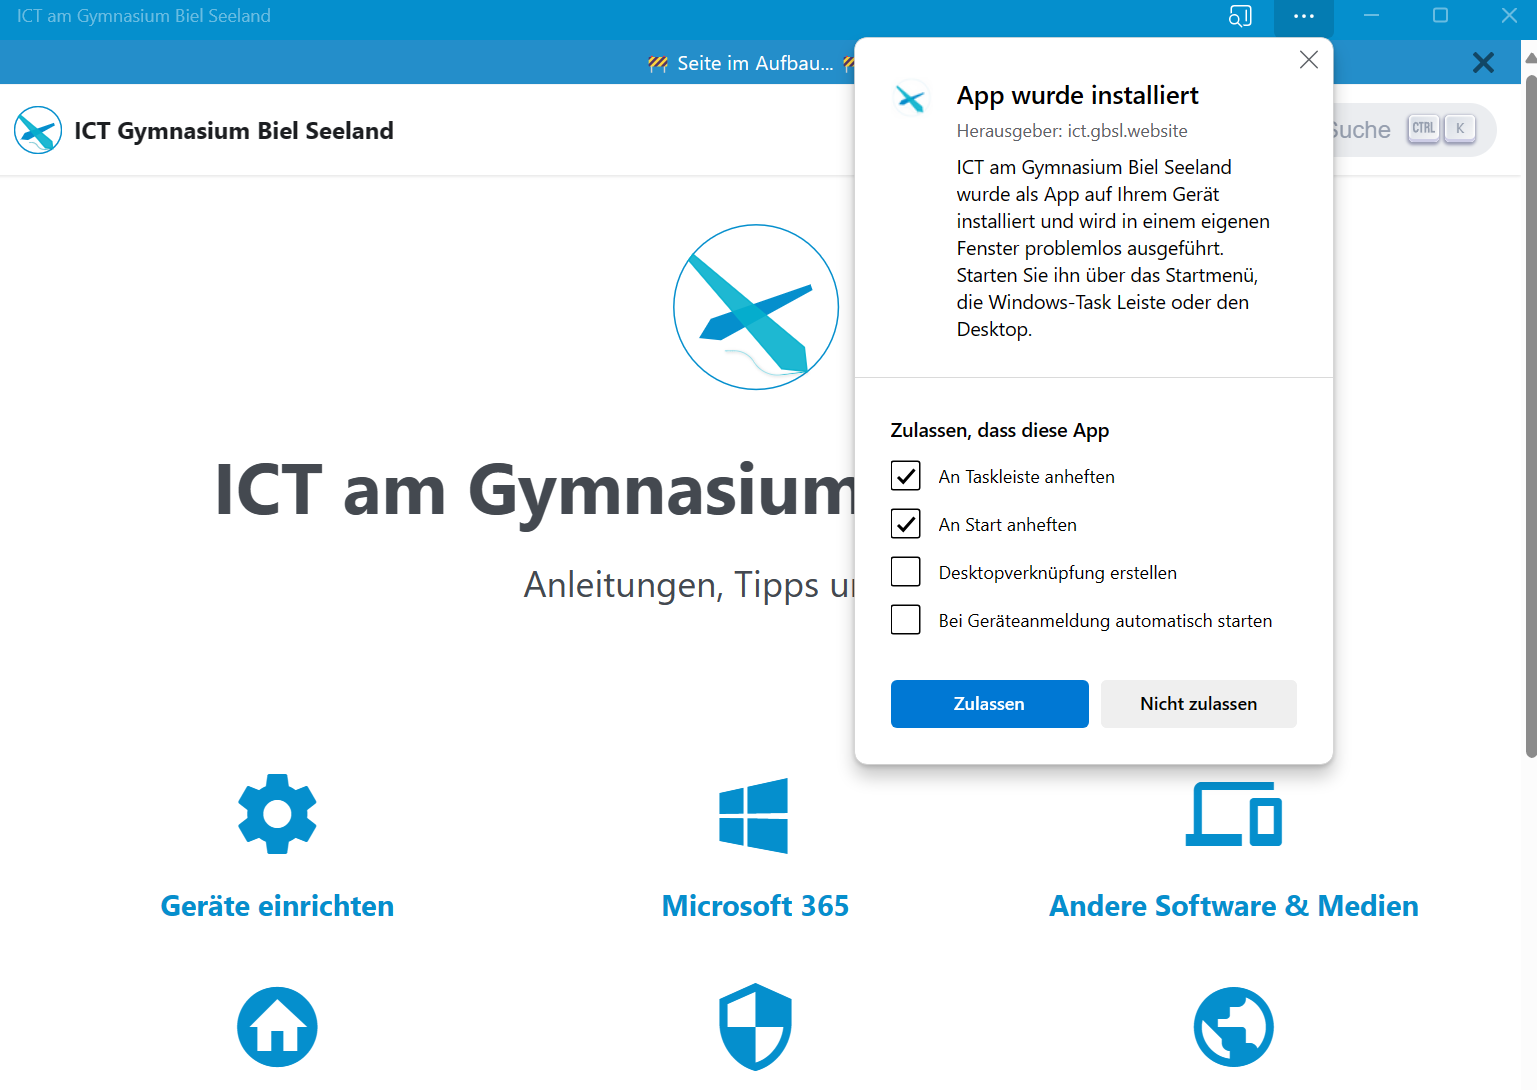 ICT am Gymnasium Biel Seeland
Seite im Aufbau...
ICT Gymnasium Biel Seeland
CTRL K
App wurde installiert
Herausgeber: ict.gbsl.website
ICT am Gymnasium Biel Seeland
wurde als App auf Ihrem Gerät
installiert und wird in einem eigenen
Fenster problemlos ausgeführt.
Starten Sie ihn über das Startmenü,
die Windows-Task Leiste oder den
Desktop.
Zulassen, dass diese App
An Taskleiste anheften
An Start anheften
Desktopverknüpfung erstellen
Bei Geräteanmeldung automatisch starten
Zulassen
Nicht zulassen
ICT am Gymnasium
Anleitungen, Tipps
Geräte einrichten
Microsoft 365
Andere Software & Medien